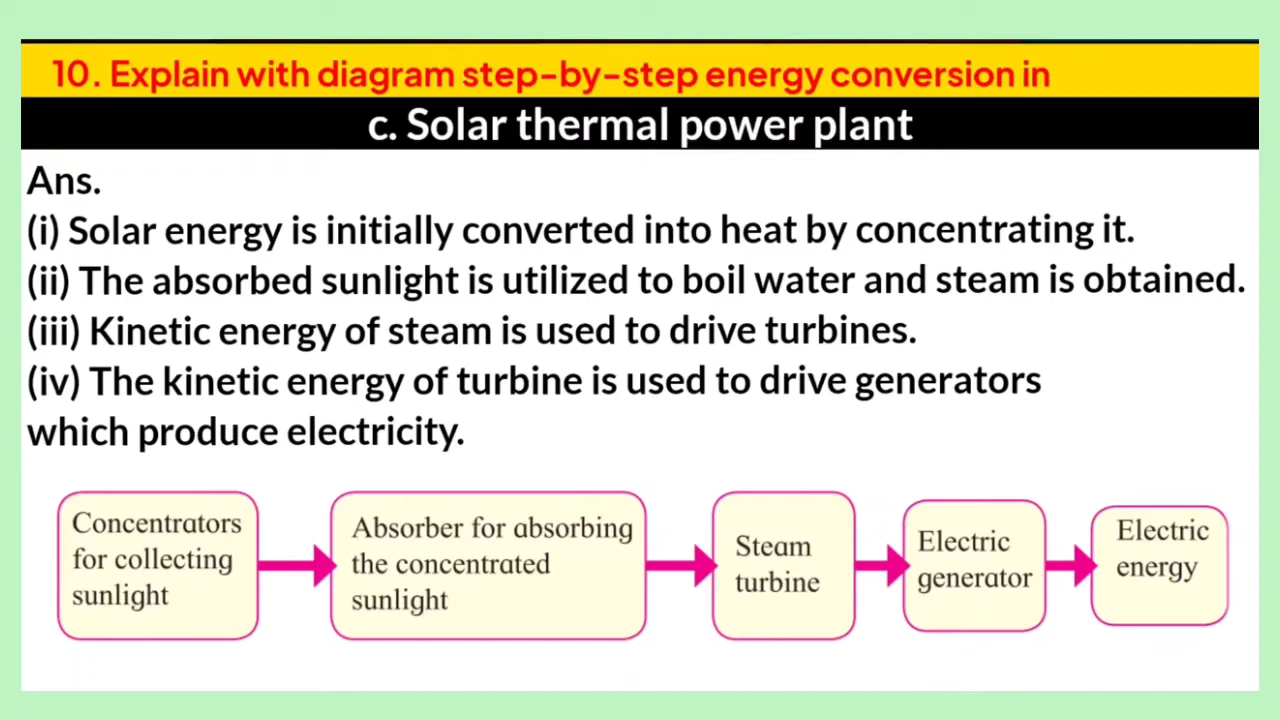 10. Explain with diagram step-by-step energy conversion in
c. Solar thermal power plant
Ans.
(i) Solar energy is initially converted into heat by concentrating it.
(ii) The absorbed sunlight is utilized to boil water and steam is obtained.
(iii) Kinetic energy of steam is used to drive turbines.
(iv) The kinetic energy of turbine is used to drive generators
which produce electricity.
Concentrators
for collecting
sunlight
Absorber for absorbing
the concentrated
sunlight
Steam
turbine
Electric
generator
Electric
energy